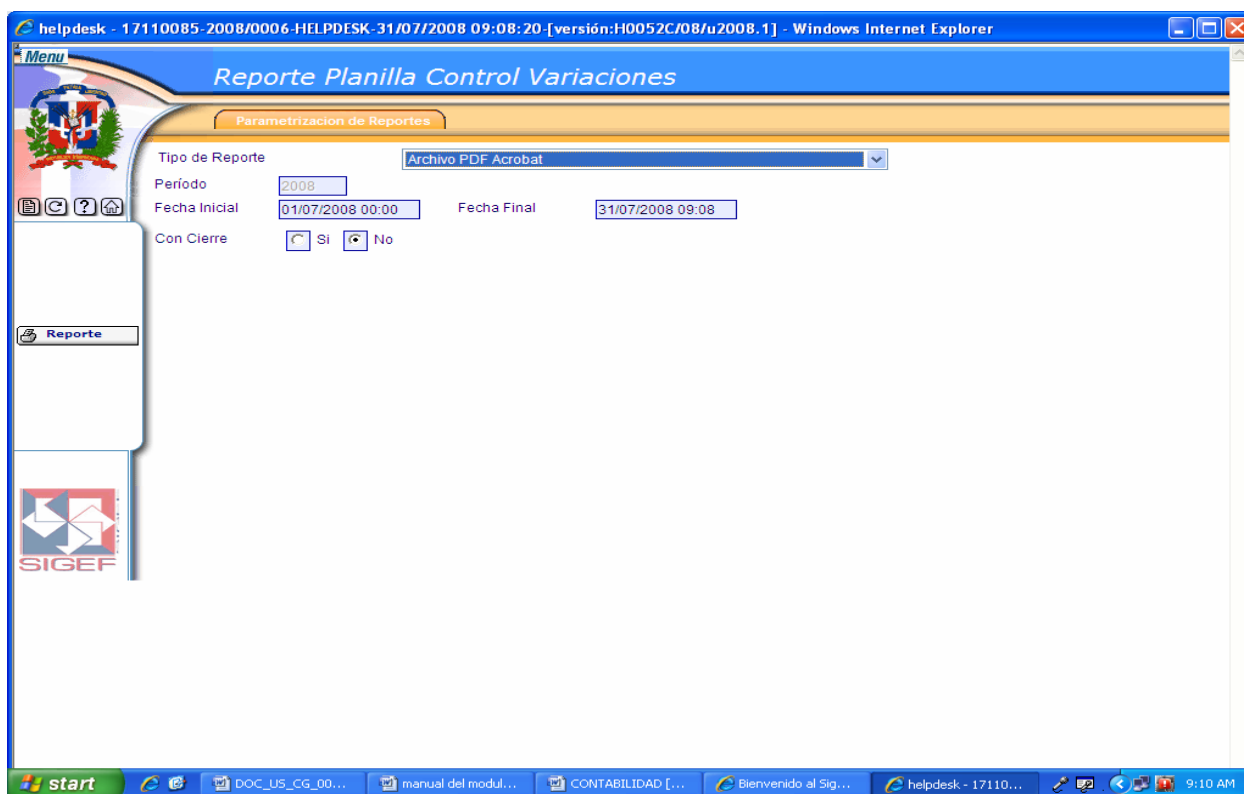 helpdesk - 17110085-2008/0006-HELPDESK-31/07/2008 09:08:20-[versión:H0052C/08/u2008.1] - Windows Internet Explorer
Menu
Reporte Planilla Control Variaciones
Parametrizacion de Reportes
Tipo de Reporte Archivo PDF Acrobat
Período 2008
Fecha Inicial 01/07/2008 00:00 Fecha Final 31/07/2008 09:08
Con Cierre Si No
Reporte
SIGEF
start DOC_US_CG_00... manual del modul... CONTABILIDAD [... Bienvenido al Sig... helpdesk - 17110... 9:10 AM